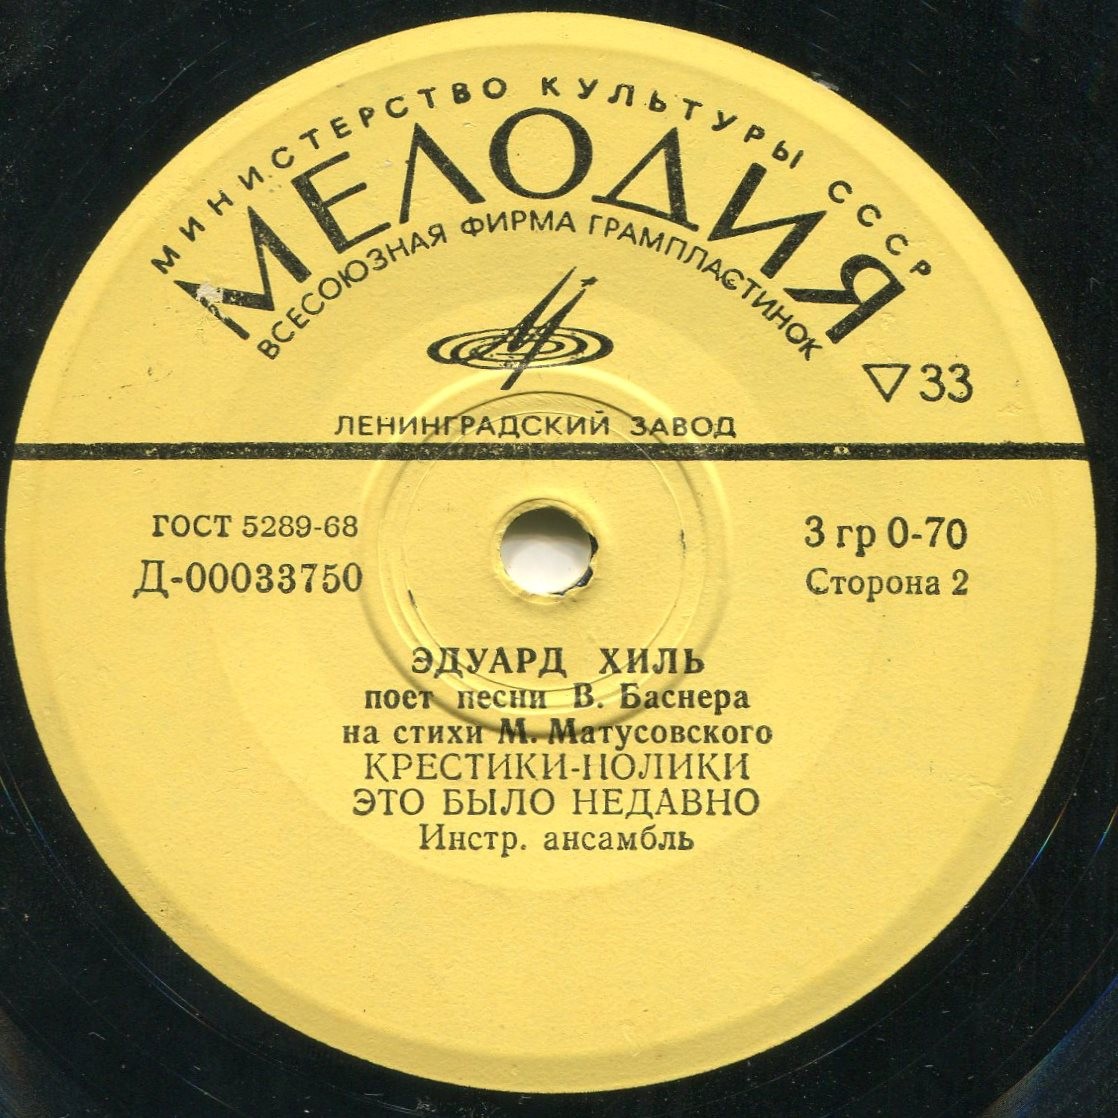 МИНИСТЕРСТВО КУЛЬТУРЫ СССР
МЕЛОДИЯ
ВСЕСОЮЗНАЯ ФИРМА ГРАМПЛАСТИНОК
▽33
ЛЕНИНГРАДСКИЙ ЗАВОД
ГОСТ 5289-68
3 гр 0-70
Д-00033750
Сторона 2
ЭДУАРД ХИЛЬ
поет песни В. Баснера
на стихи М. Матусовского
КРЕСТИКИ-НОЛИКИ
ЭТО БЫЛО НЕДАВНО
Инстр. ансамбль